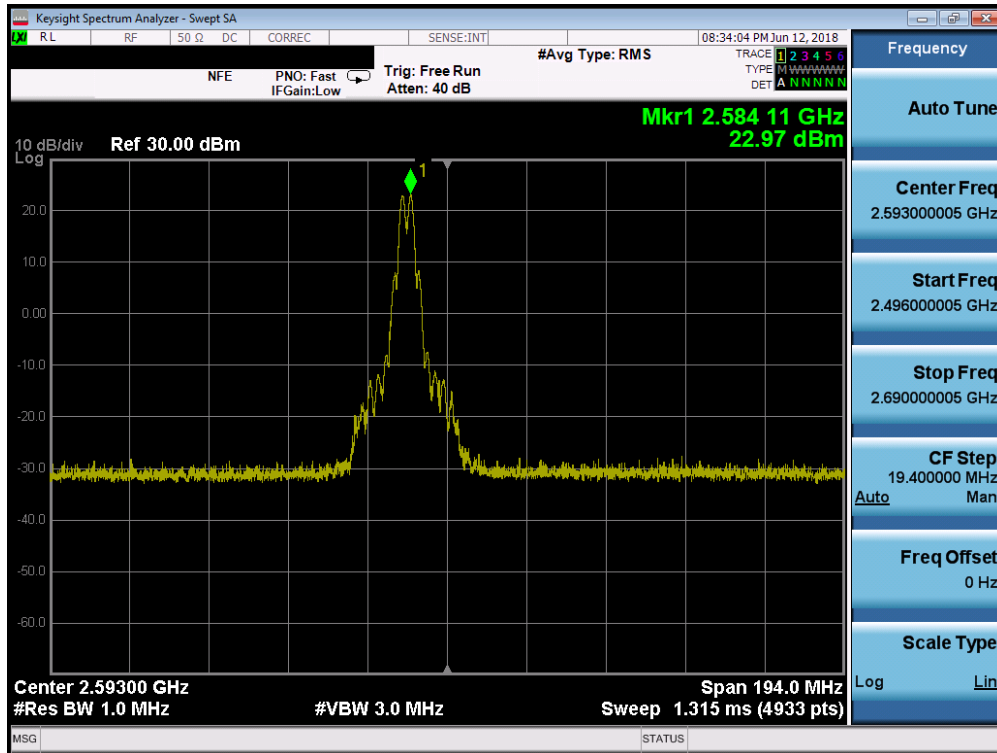 Keysight Spectrum Analyzer - Swept SA
LXI RL RF 50 Ω DC CORREC SENSE:INT 08:34:04 PM Jun 12, 2018
Frequency
#Avg Type: RMS TRACE 1 2 3 4 5 6
NFE PNO: Fast Trig: Free Run TYPE M WWWWW
IFGain:Low Atten: 40 dB DET A N N N N N
Auto Tune
Mkr1 2.584 11 GHz
22.97 dBm
10 dB/div Ref 30.00 dBm
Log
1
20.0
10.0
0.00
-10.0
-20.0
-30.0
-40.0
-50.0
-60.0
Center Freq
2.593000005 GHz
Start Freq
2.496000005 GHz
Stop Freq
2.690000005 GHz
CF Step
19.400000 MHz
Auto Man
Freq Offset
0 Hz
Scale Type
Log Lin
Center 2.59300 GHz Span 194.0 MHz
#Res BW 1.0 MHz #VBW 3.0 MHz Sweep 1.315 ms (4933 pts)
MSG STATUS